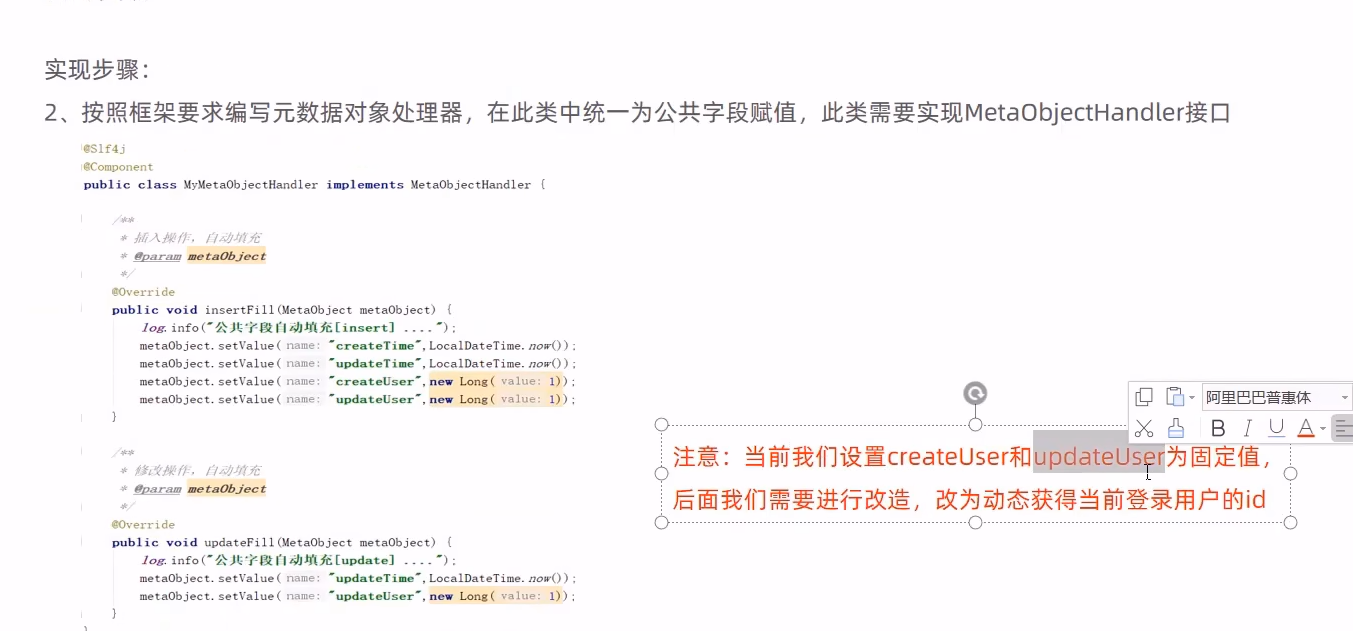 实现步骤：
2、按照框架要求编写元数据对象处理器，在此类中统一为公共字段赋值，此类需要实现MetaObjectHandler接口
@Slf4j
@Component
public class MyMetaObjectHandler implements MetaObjectHandler {
/**
* 插入操作，自动填充
* @param metaObject
*/
@Override
public void insertFill(MetaObject metaObject) {
log.info("公共字段自动填充[insert] ....");
metaObject.setValue( name: "createTime",LocalDateTime.now());
metaObject.setValue( name: "updateTime",LocalDateTime.now());
metaObject.setValue( name: "createUser",new Long( value: 1));
metaObject.setValue( name: "updateUser",new Long( value: 1));
}
/**
* 修改操作，自动填充
* @param metaObject
*/
@Override
public void updateFill(MetaObject metaObject) {
log.info("公共字段自动填充[update] ....");
metaObject.setValue( name: "updateTime",LocalDateTime.now());
metaObject.setValue( name: "updateUser",new Long( value: 1));
}
阿里巴巴普惠体
B I U A
注意：当前我们设置createUser和updateUser为固定值，
后面我们需要进行改造，改为动态获得当前登录用户的id